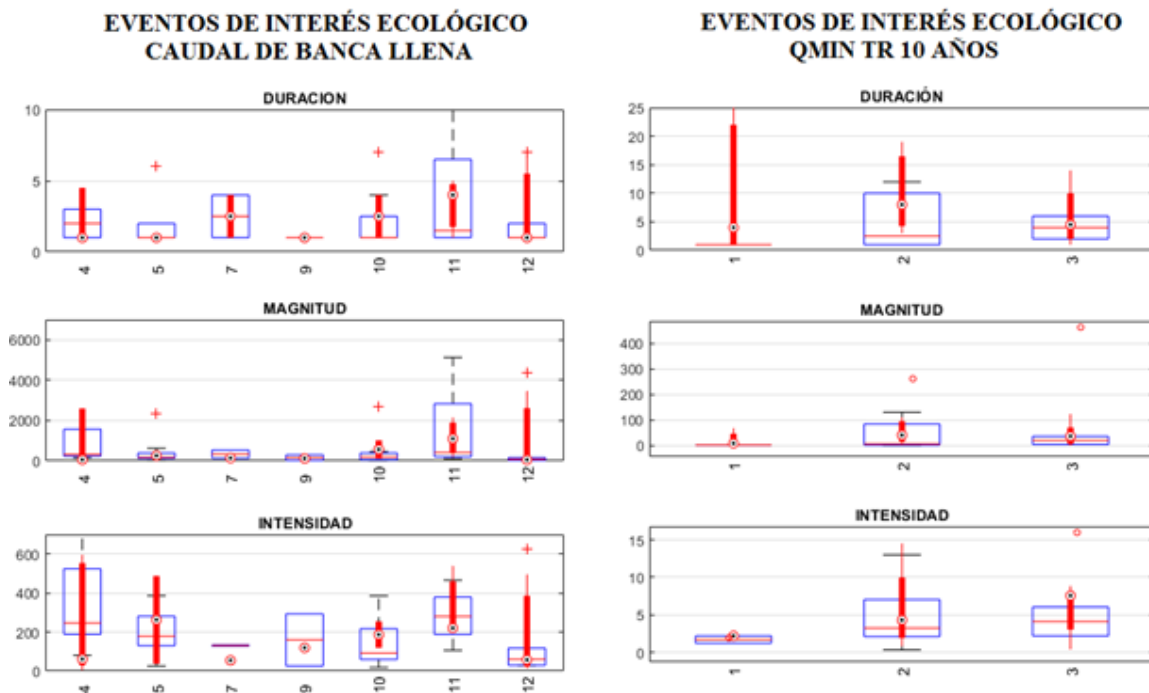 EVENTOS DE INTERÉS ECOLÓGICO
CAUDAL DE BANCA LLENA
DURACION
10
5
0
4 5 7 9 10 11 12
MAGNITUD
6000
4000
2000
0
4 5 7 9 10 11 12
INTENSIDAD
600
400
200
0
4 5 7 9 10 11 12
EVENTOS DE INTERÉS ECOLÓGICO
QMIN TR 10 AÑOS
DURACIÓN
25
20
15
10
5
0
1 2 3
MAGNITUD
400
300
200
100
0
1 2 3
INTENSIDAD
15
10
5
0
1 2 3